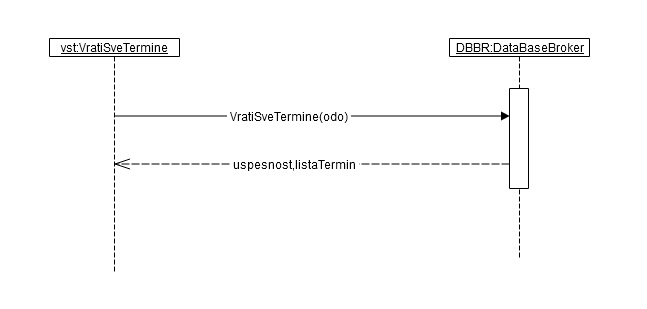 vst:VratiSveTermine
DBBR:DataBaseBroker
VratiSveTermine(odo)
uspesnost,listaTermin